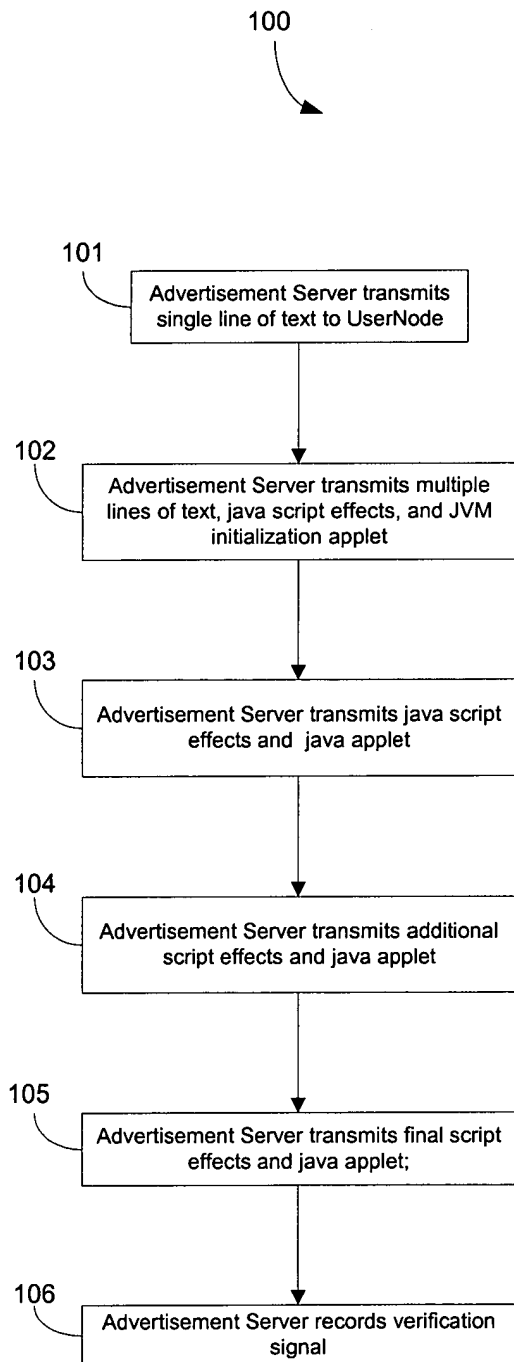 100
101
Advertisement Server transmits
single line of text to UserNode
102
Advertisement Server transmits multiple
lines of text, java script effects, and JVM
initialization applet
103
Advertisement Server transmits java script
effects and java applet
104
Advertisement Server transmits additional
script effects and java applet
105
Advertisement Server transmits final script
effects and java applet;
106
Advertisement Server records verification
signal